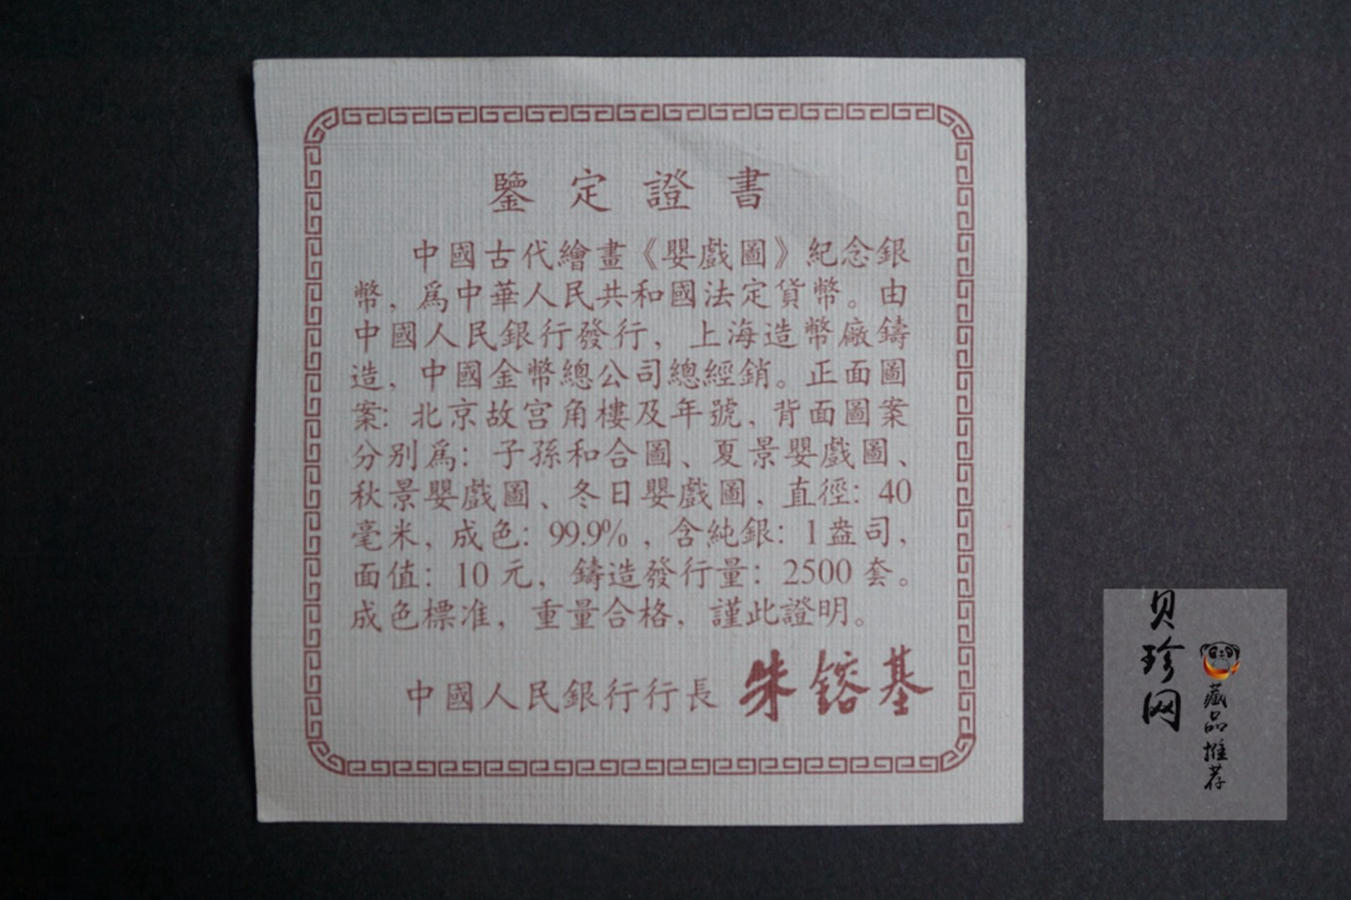 鑒定證書
中國古代繪畫《嬰戲圖》紀念銀
幣，爲中華人民共和國法定貨幣。由
中國人民銀行發行，上海造幣廠鑄
造，中國金幣總公司總經銷。正面圖
案：北京故宫角樓及年號，背面圖案
分别爲：子孫和合圖、夏景嬰戲圖、
秋景嬰戲圖、冬日嬰戲圖，直徑：40
毫米，成色：99.9%，含純銀：1盎司，
面值：10元，鑄造發行量：2500套。
成色標准，重量合格，謹此證明。
中國人民銀行行長 朱鎔基
贝珍网
藏品推荐